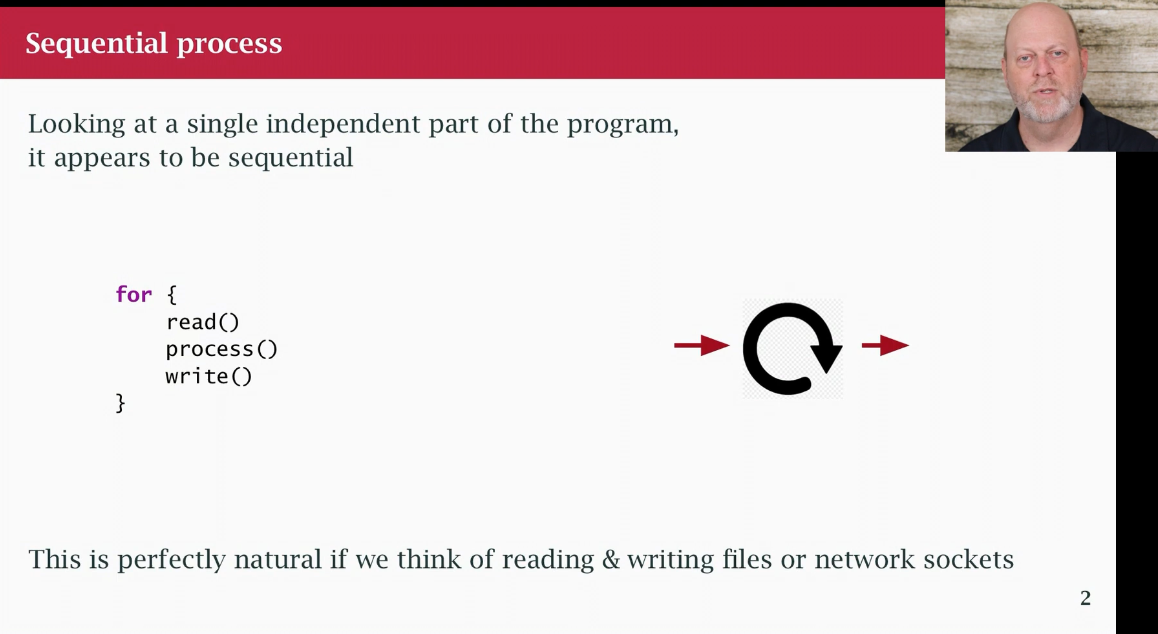 Sequential process
Looking at a single independent part of the program,
it appears to be sequential
for {
    read()
    process()
    write()
}
This is perfectly natural if we think of reading & writing files or network sockets
2